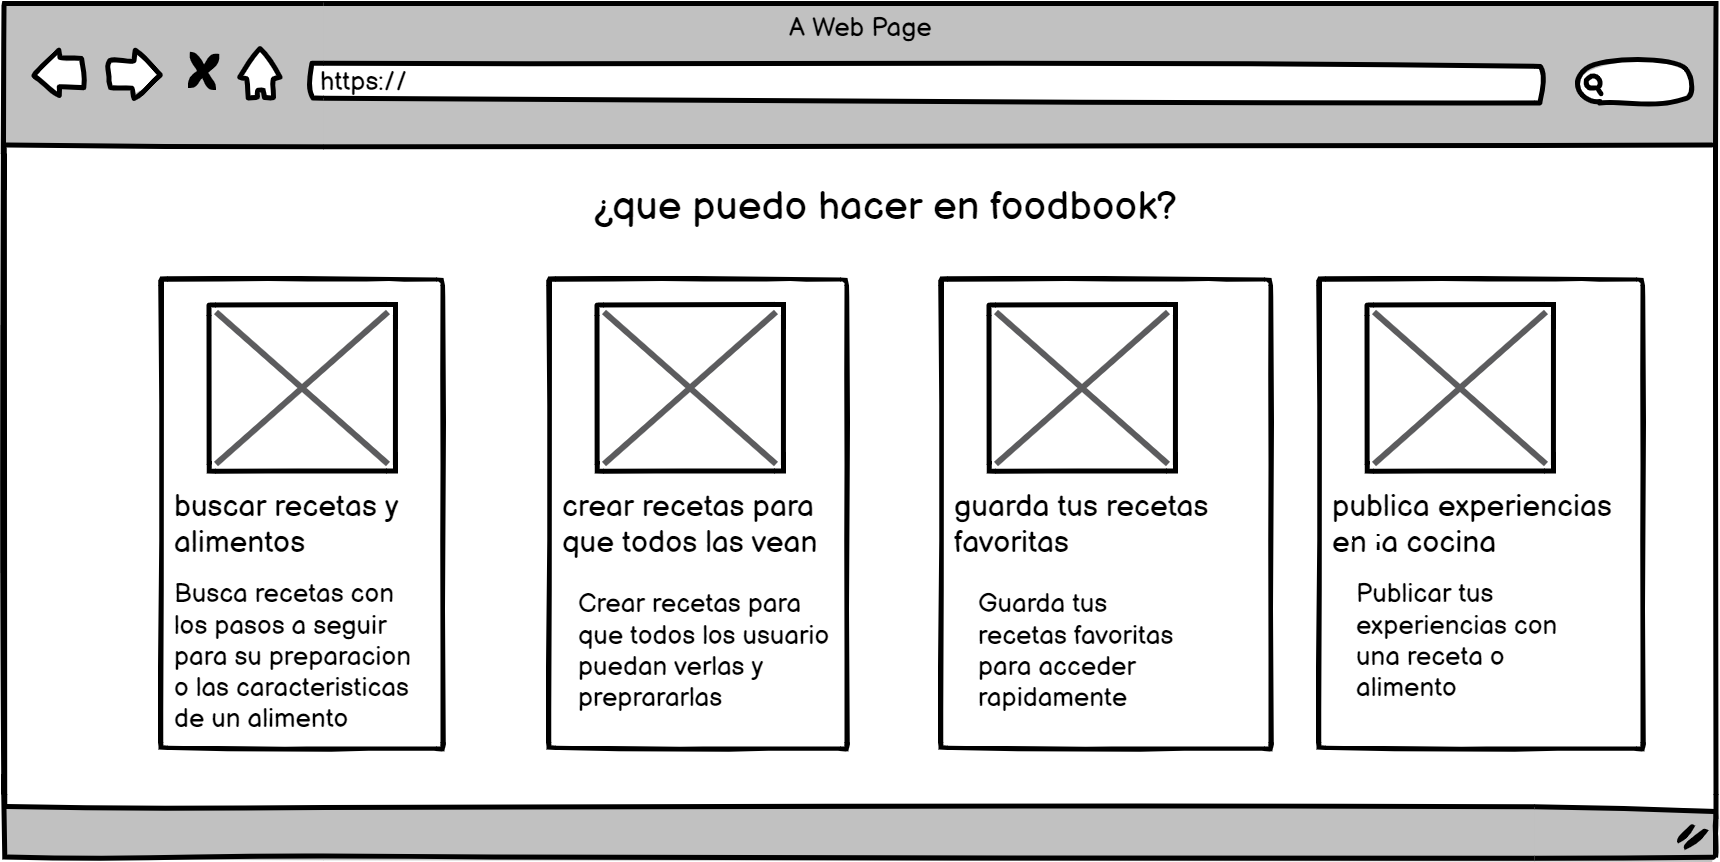 A Web Page
https://
¿que puedo hacer en foodbook?
buscar recetas y
alimentos
Busca recetas con
los pasos a seguir
para su preparacion
o las caracteristicas
de un alimento
crear recetas para
que todos las vean
Crear recetas para
que todos los usuario
puedan verlas y
preprararlas
guarda tus recetas
favoritas
Guarda tus
recetas favoritas
para acceder
rapidamente
publica experiencias
en ia cocina
Publicar tus
experiencias con
una receta o
alimento